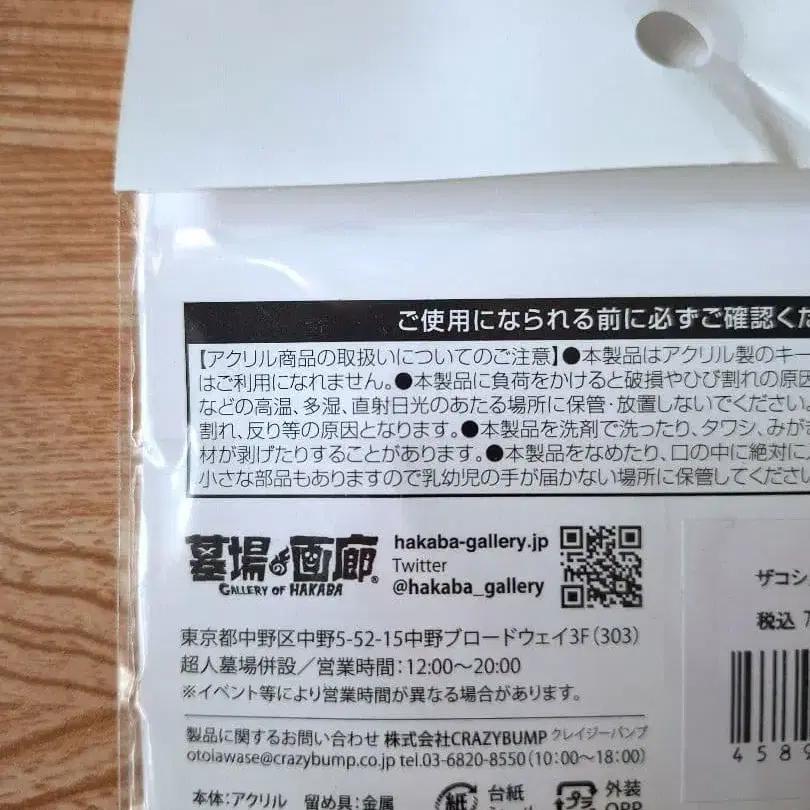 ご使用になられる前に必ずご確認くだ
【アクリル商品の取扱いについてのご注意】●本製品はアクリル製のキー
はご利用になれません。●本製品に負荷をかけると破損やひび割れの原因
などの高温、多湿、直射日光のあたる場所に保管・放置しないでください。
割れ、反り等の原因となります。●本製品を洗剤で洗ったり、タワシ、みがき
材が剥げたりすることがあります。●本製品をなめたり、口の中に絶対に入
小さな部品もありますので乳幼児の手が届かない場所に保管してください
墓場の画廊®
GALLERY OF HAKABA
hakaba-gallery.jp
Twitter
@hakaba_gallery
東京都中野区中野5-52-15中野ブロードウェイ3F(303)
超人墓場併設/営業時間:12:00〜20:00
※イベント等により営業時間が異なる場合があります。
製品に関するお問い合わせ 株式会社CRAZYBUMP クレイジーバンプ
otoiawase@crazybump.co.jp tel.03-6820-8550(10:00〜18:00)
本体:アクリル 留め具:金属
紙
台紙
プラ
外装
OPP
ザコシ
税込 7
4589